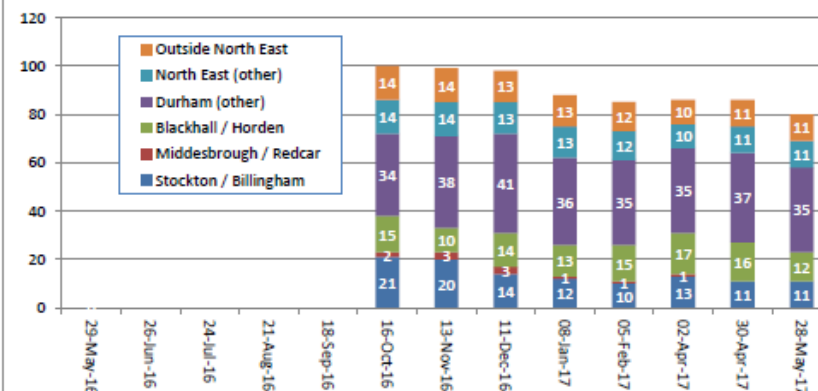 120
100
80
60
40
20
0
Outside North East
North East (other)
Durham (other)
Blackhall / Horden
Middesbrough / Redcar
Stockton / Billingham
14 14 13 13 12 10 11 11
14 14 13 13 12 10 11 11
34 38 41 36 35 35 37 35
15 10 14 13 15 17 16 12
2 3 3 1 1 1
21 20 14 12 10 13 11 11
29-May-16
26-Jun-16
24-Jul-16
21-Aug-16
18-Sep-16
16-Oct-16
13-Nov-16
11-Dec-16
08-Jan-17
05-Feb-17
02-Apr-17
30-Apr-17
28-May-17